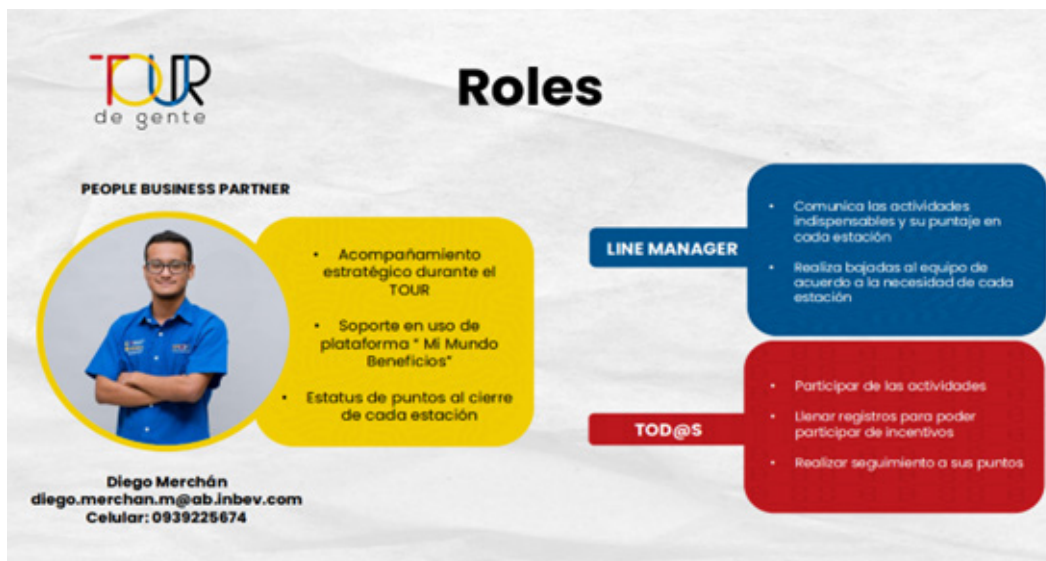 TOUR
de gente
Roles
PEOPLE BUSINESS PARTNER
• Acompañamiento
estratégico durante el
TOUR
• Soporte en uso de
plataforma “ Mi Mundo
Beneficios”
• Estatus de puntos al cierre
de cada estación
Diego Merchán
diego.merchan.m@ab.inbev.com
Celular: 0939225674
LINE MANAGER
• Comunica las actividades
indispensables y su puntaje en
cada estación
• Realiza bajadas al equipo de
acuerdo a la necesidad de cada
estación
TOD@S
• Participar de las actividades
• Llenar registros para poder
participar de incentivos
• Realizar seguimiento a sus puntos